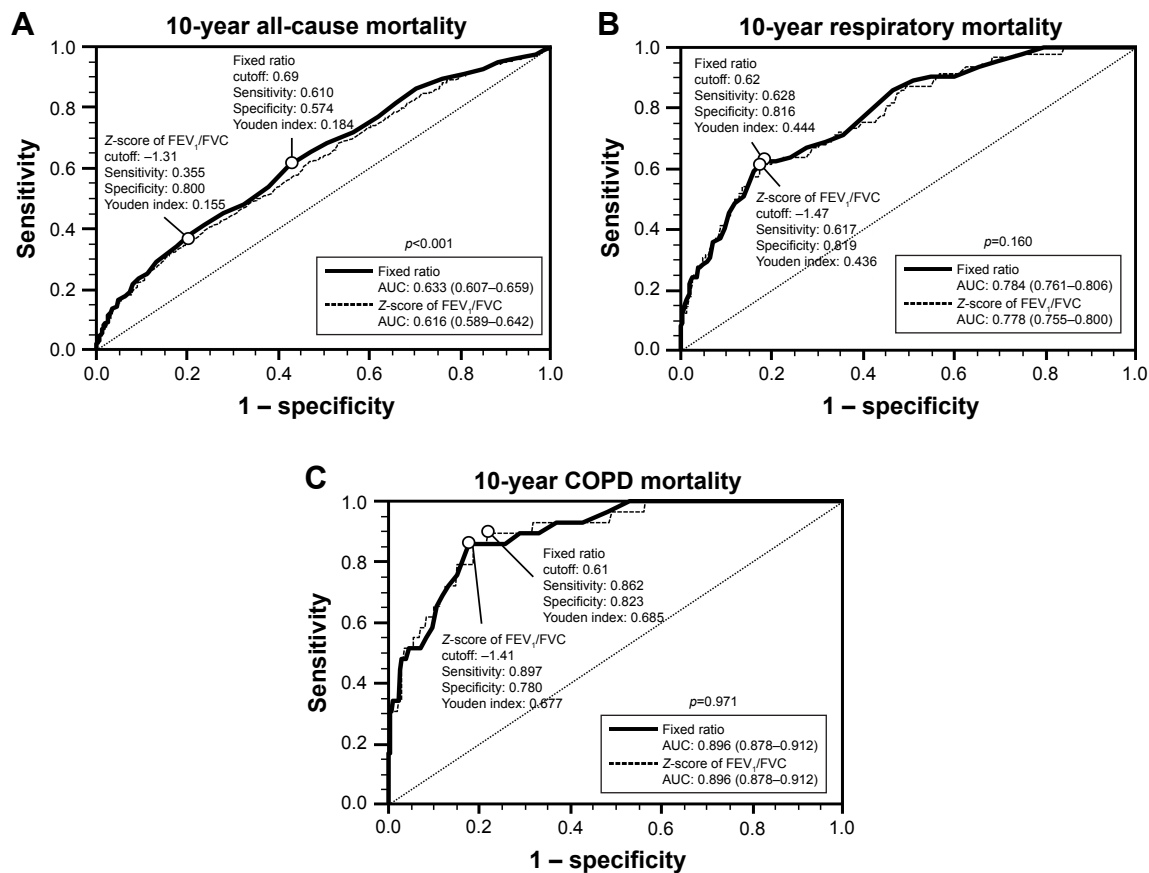 A
10-year all-cause mortality
Sensitivity
1.0
0.8
0.6
0.4
0.2
0.0
Fixed ratio
cutoff: 0.69
Sensitivity: 0.610
Specificity: 0.574
Youden index: 0.184
Z-score of FEV₁/FVC
cutoff: –1.31
Sensitivity: 0.355
Specificity: 0.800
Youden index: 0.155
p<0.001
Fixed ratio
AUC: 0.633 (0.607–0.659)
Z-score of FEV₁/FVC
AUC: 0.616 (0.589–0.642)
0.0 0.2 0.4 0.6 0.8 1.0
1 – specificity
B
10-year respiratory mortality
Sensitivity
1.0
0.8
0.6
0.4
0.2
0.0
Fixed ratio
cutoff: 0.62
Sensitivity: 0.628
Specificity: 0.816
Youden index: 0.444
Z-score of FEV₁/FVC
cutoff: –1.47
Sensitivity: 0.617
Specificity: 0.819
Youden index: 0.436
p=0.160
Fixed ratio
AUC: 0.784 (0.761–0.806)
Z-score of FEV₁/FVC
AUC: 0.778 (0.755–0.800)
0.0 0.2 0.4 0.6 0.8 1.0
1 – specificity
C
10-year COPD mortality
Sensitivity
1.0
0.8
0.6
0.4
0.2
0.0
Fixed ratio
cutoff: 0.61
Sensitivity: 0.862
Specificity: 0.823
Youden index: 0.685
Z-score of FEV₁/FVC
cutoff: –1.41
Sensitivity: 0.897
Specificity: 0.780
Youden index: 0.677
p=0.971
Fixed ratio
AUC: 0.896 (0.878–0.912)
Z-score of FEV₁/FVC
AUC: 0.896 (0.878–0.912)
0.0 0.2 0.4 0.6 0.8 1.0
1 – specificity